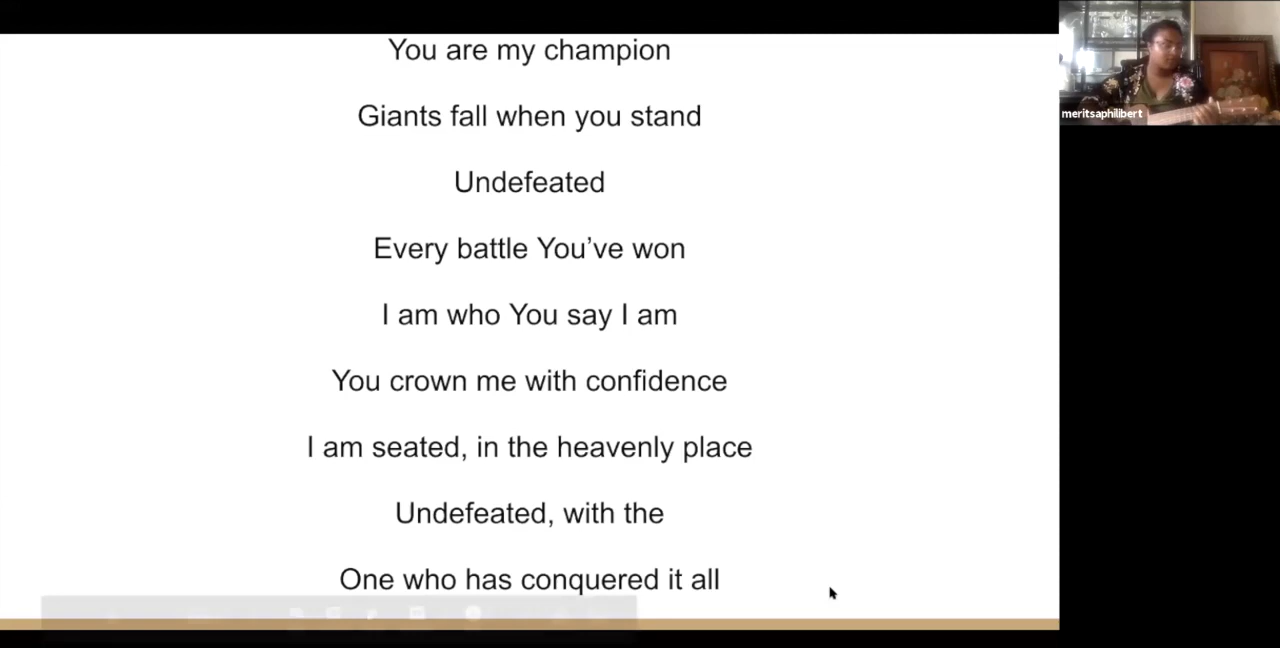 You are my champion
Giants fall when you stand
Undefeated
Every battle You’ve won
I am who You say I am
You crown me with confidence
I am seated, in the heavenly place
Undefeated, with the
One who has conquered it all
meritsaphilibert